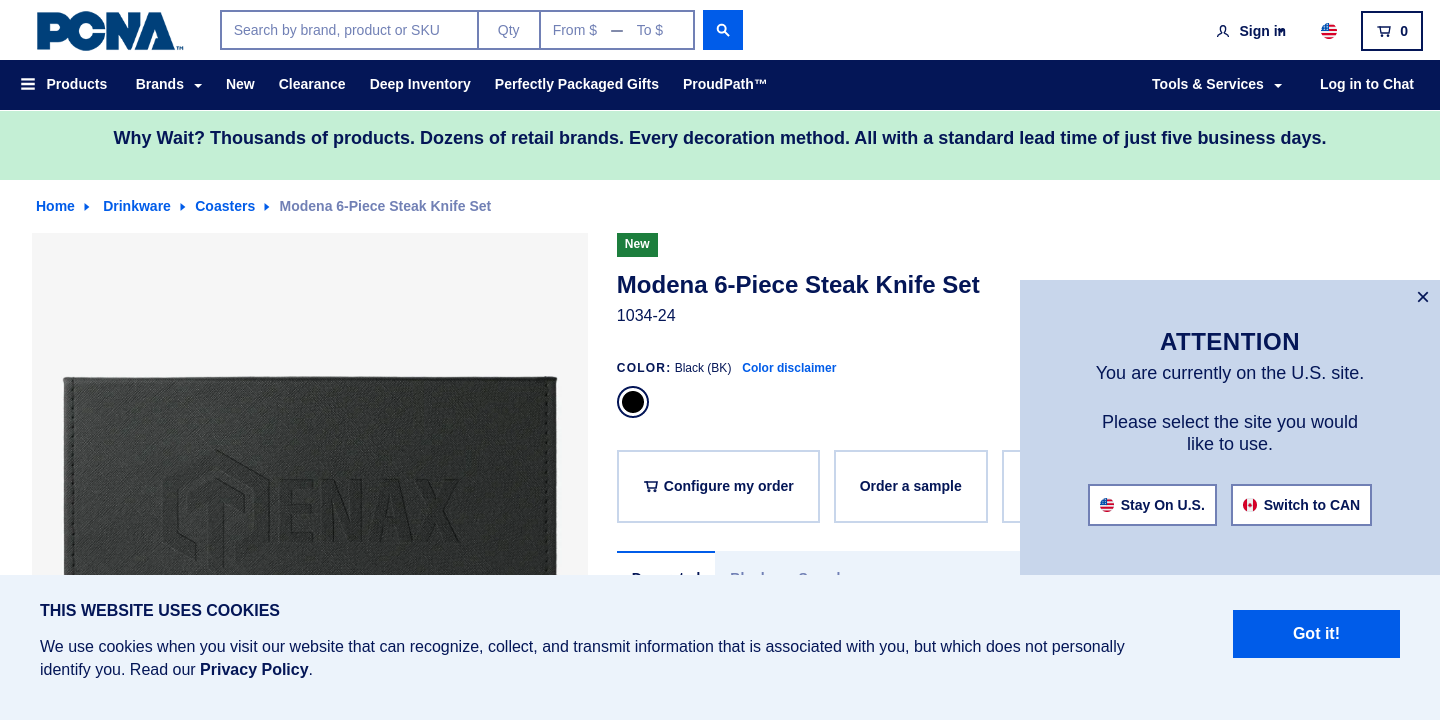 PCNA™
Search by brand, product or SKU
Qty
From $ — To $
Sign in
0
Products
Brands
New
Clearance
Deep Inventory
Perfectly Packaged Gifts
ProudPath™
Tools & Services
Log in to Chat
Why Wait? Thousands of products. Dozens of retail brands. Every decoration method. All with a standard lead time of just five business days.
Home
Drinkware
Coasters
Modena 6-Piece Steak Knife Set
New
Modena 6-Piece Steak Knife Set
1034-24
COLOR: Black (BK) Color disclaimer
Configure my order
Order a sample
TENAX
×
ATTENTION
You are currently on the U.S. site.
Please select the site you would
like to use.
Stay On U.S.
Switch to CAN
THIS WEBSITE USES COOKIES
We use cookies when you visit our website that can recognize, collect, and transmit information that is associated with you, but which does not personally
identify you. Read our Privacy Policy.
Got it!